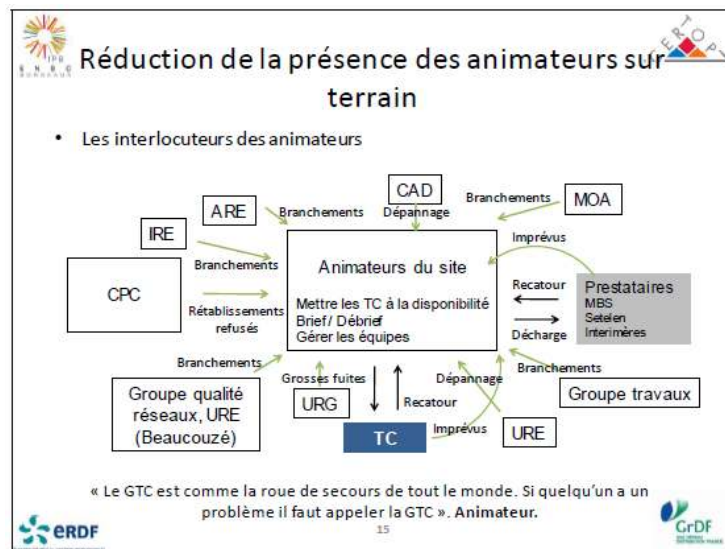 Réduction de la présence des animateurs sur
terrain
• Les interlocuteurs des animateurs
CAD
MOA
ARE
Branchements
Dépannage
Branchements
IRE
Imprévus
Branchements
Animateurs du site
CPC
Prestataires
MBS
Setelen
Interimères
Recatour
Mettre les TC à la disponibilité
Brief / Débrief
Gérer les équipes
Rétablissements
refusés
Décharge
Branchements
Grosses fuites
Dépannage
Branchements
Groupe qualité
réseaux, URE
(Beaucouzé)
URG
Recatour
Groupe travaux
TC
Imprévus
URE
« Le GTC est comme la roue de secours de tout le monde. Si quelqu'un a un
problème il faut appeler la GTC ». Animateur.
15
ERDF
GrDF
IPB
ENSC
BORDEAUX
CERTOP